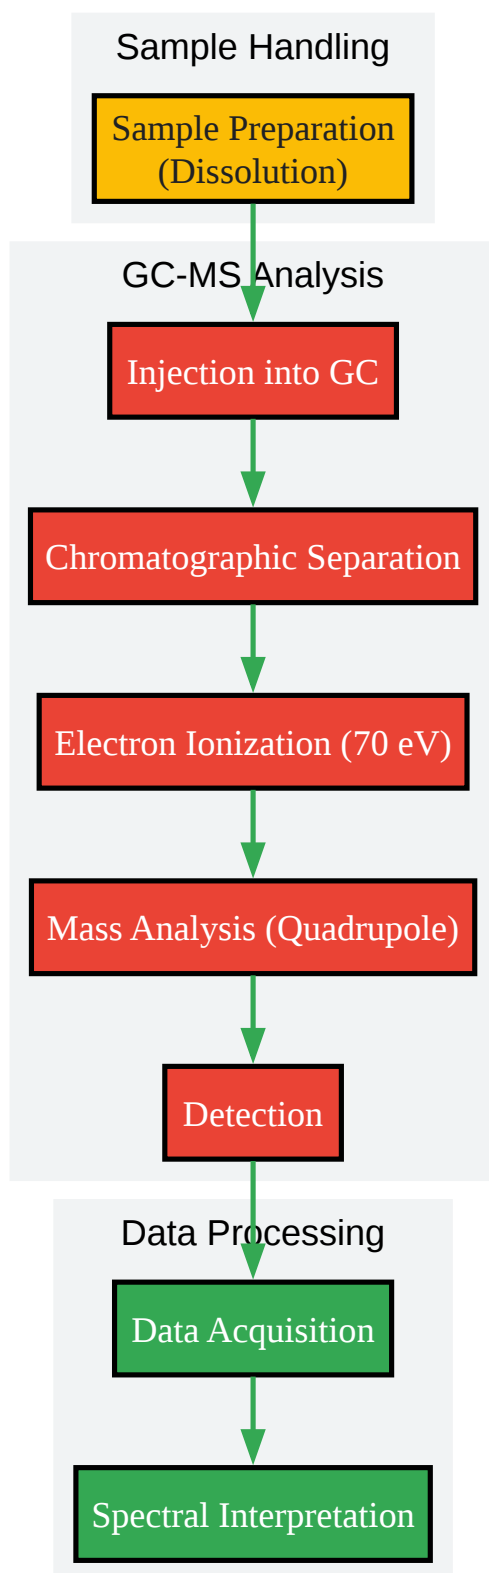 Sample Handling
Sample Preparation
(Dissolution)
GC-MS Analysis
Injection into GC
Chromatographic Separation
Electron Ionization (70 eV)
Mass Analysis (Quadrupole)
Detection
Data Processing
Data Acquisition
Spectral Interpretation